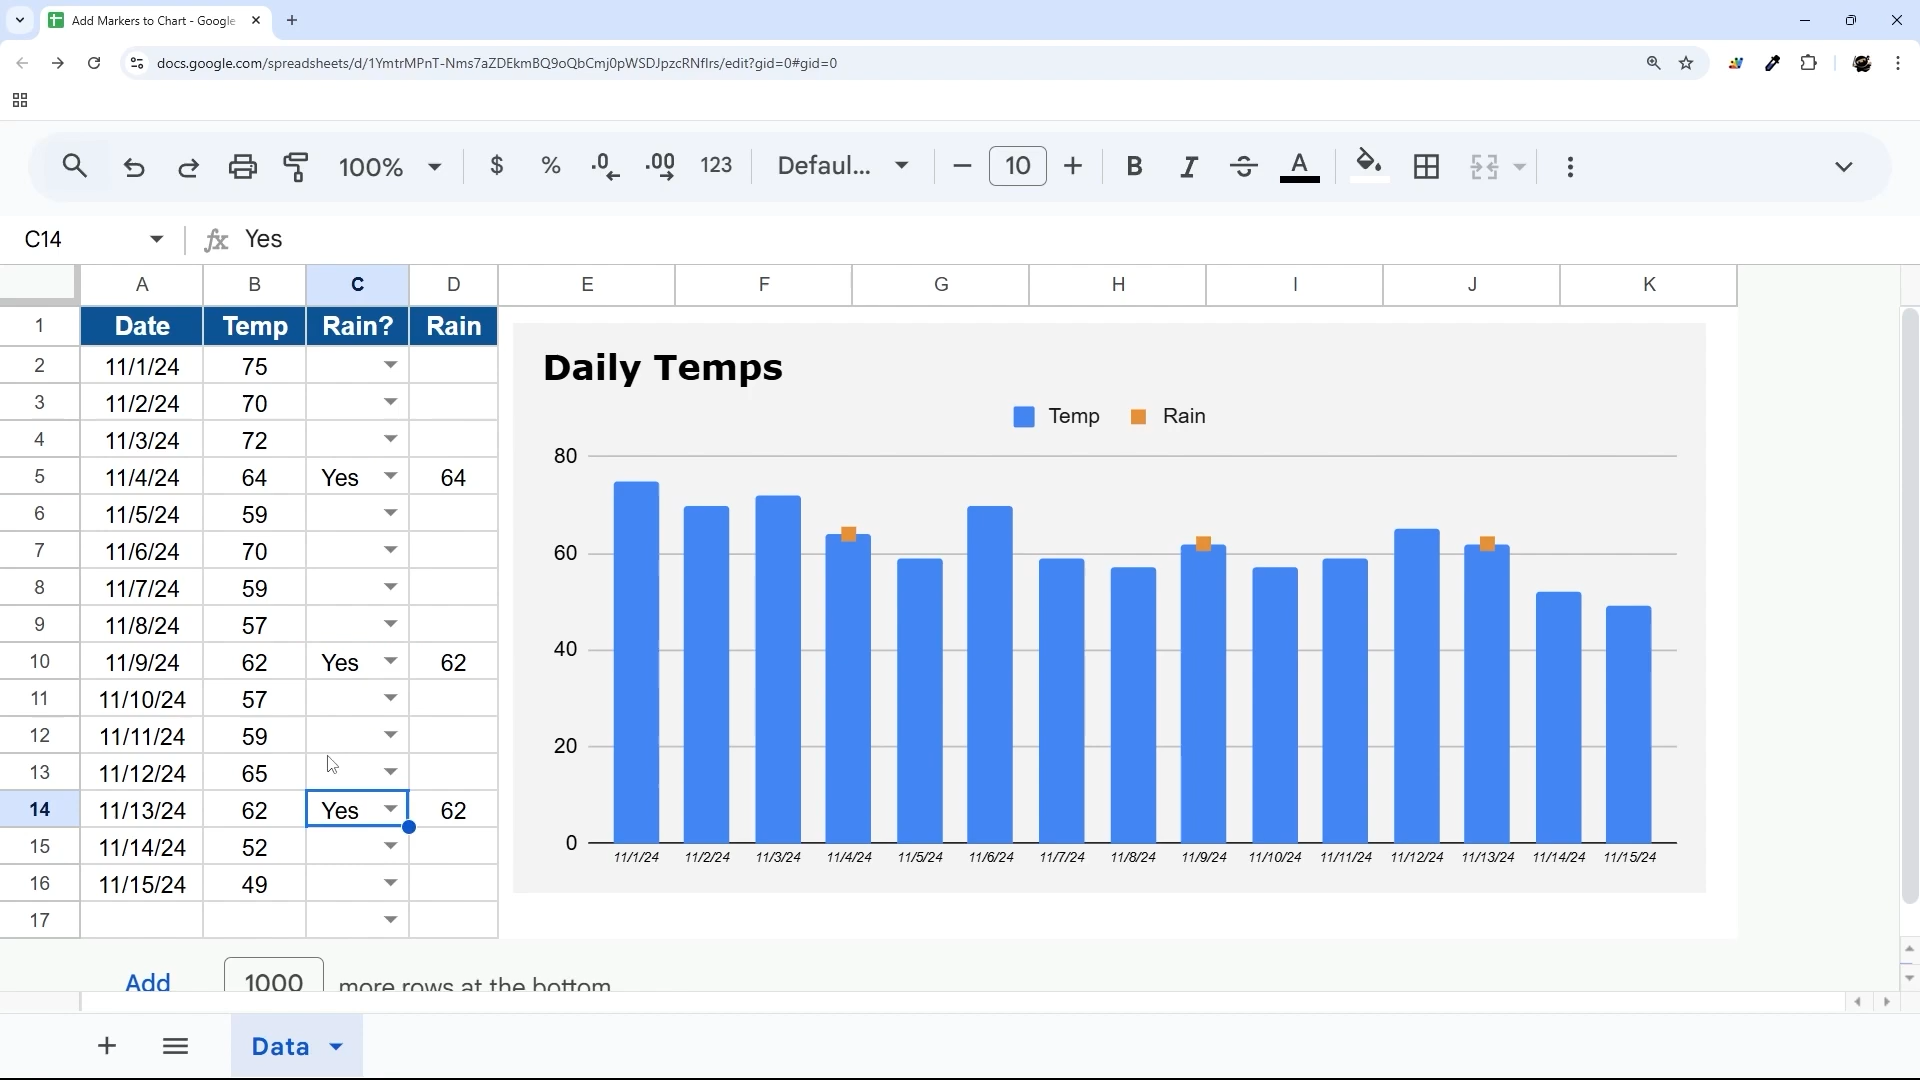 Add Markers to Chart - Google
docs.google.com/spreadsheets/d/1YmtrMPnT-Nms7aZDEkmBQ9oQbCmj0pWSDJpzcRNfIrs/edit?gid=0#gid=0
100% $ % .0 .00 123 Defaul... 10 B I S A
C14 fx Yes
A B C D E F G H I J K
1 Date Temp Rain? Rain
2 11/1/24 75
3 11/2/24 70
4 11/3/24 72
5 11/4/24 64 Yes 64
6 11/5/24 59
7 11/6/24 70
8 11/7/24 59
9 11/8/24 57
10 11/9/24 62 Yes 62
11 11/10/24 57
12 11/11/24 59
13 11/12/24 65
14 11/13/24 62 Yes 62
15 11/14/24 52
16 11/15/24 49
17
Daily Temps
Temp Rain
80
60
40
20
0
11/1/24 11/2/24 11/3/24 11/4/24 11/5/24 11/6/24 11/7/24 11/8/24 11/9/24 11/10/24 11/11/24 11/12/24 11/13/24 11/14/24 11/15/24
Add 1000 more rows at the bottom
Data